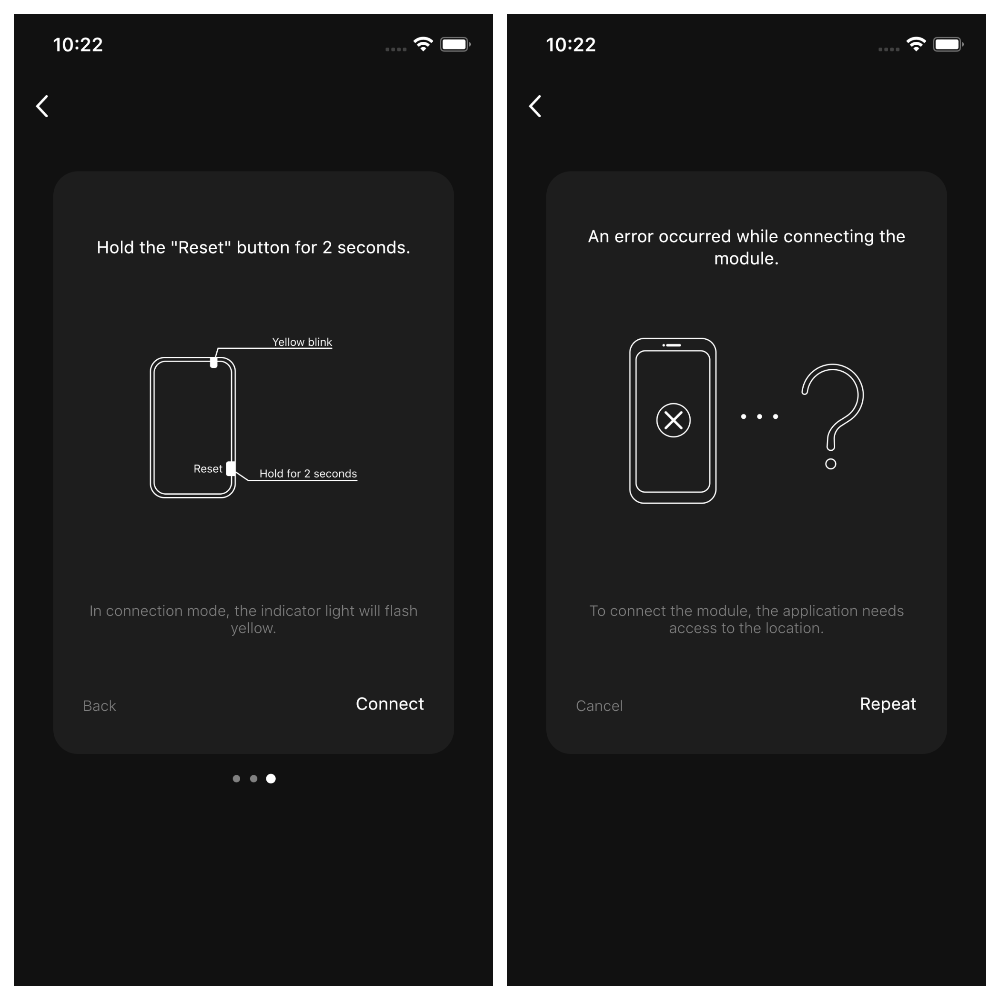 10:22
Hold the "Reset" button for 2 seconds.
Yellow blink
Reset
Hold for 2 seconds
In connection mode, the indicator light will flash
yellow.
Back
Connect
10:22
An error occurred while connecting the
module.
To connect the module, the application needs
access to the location.
Cancel
Repeat